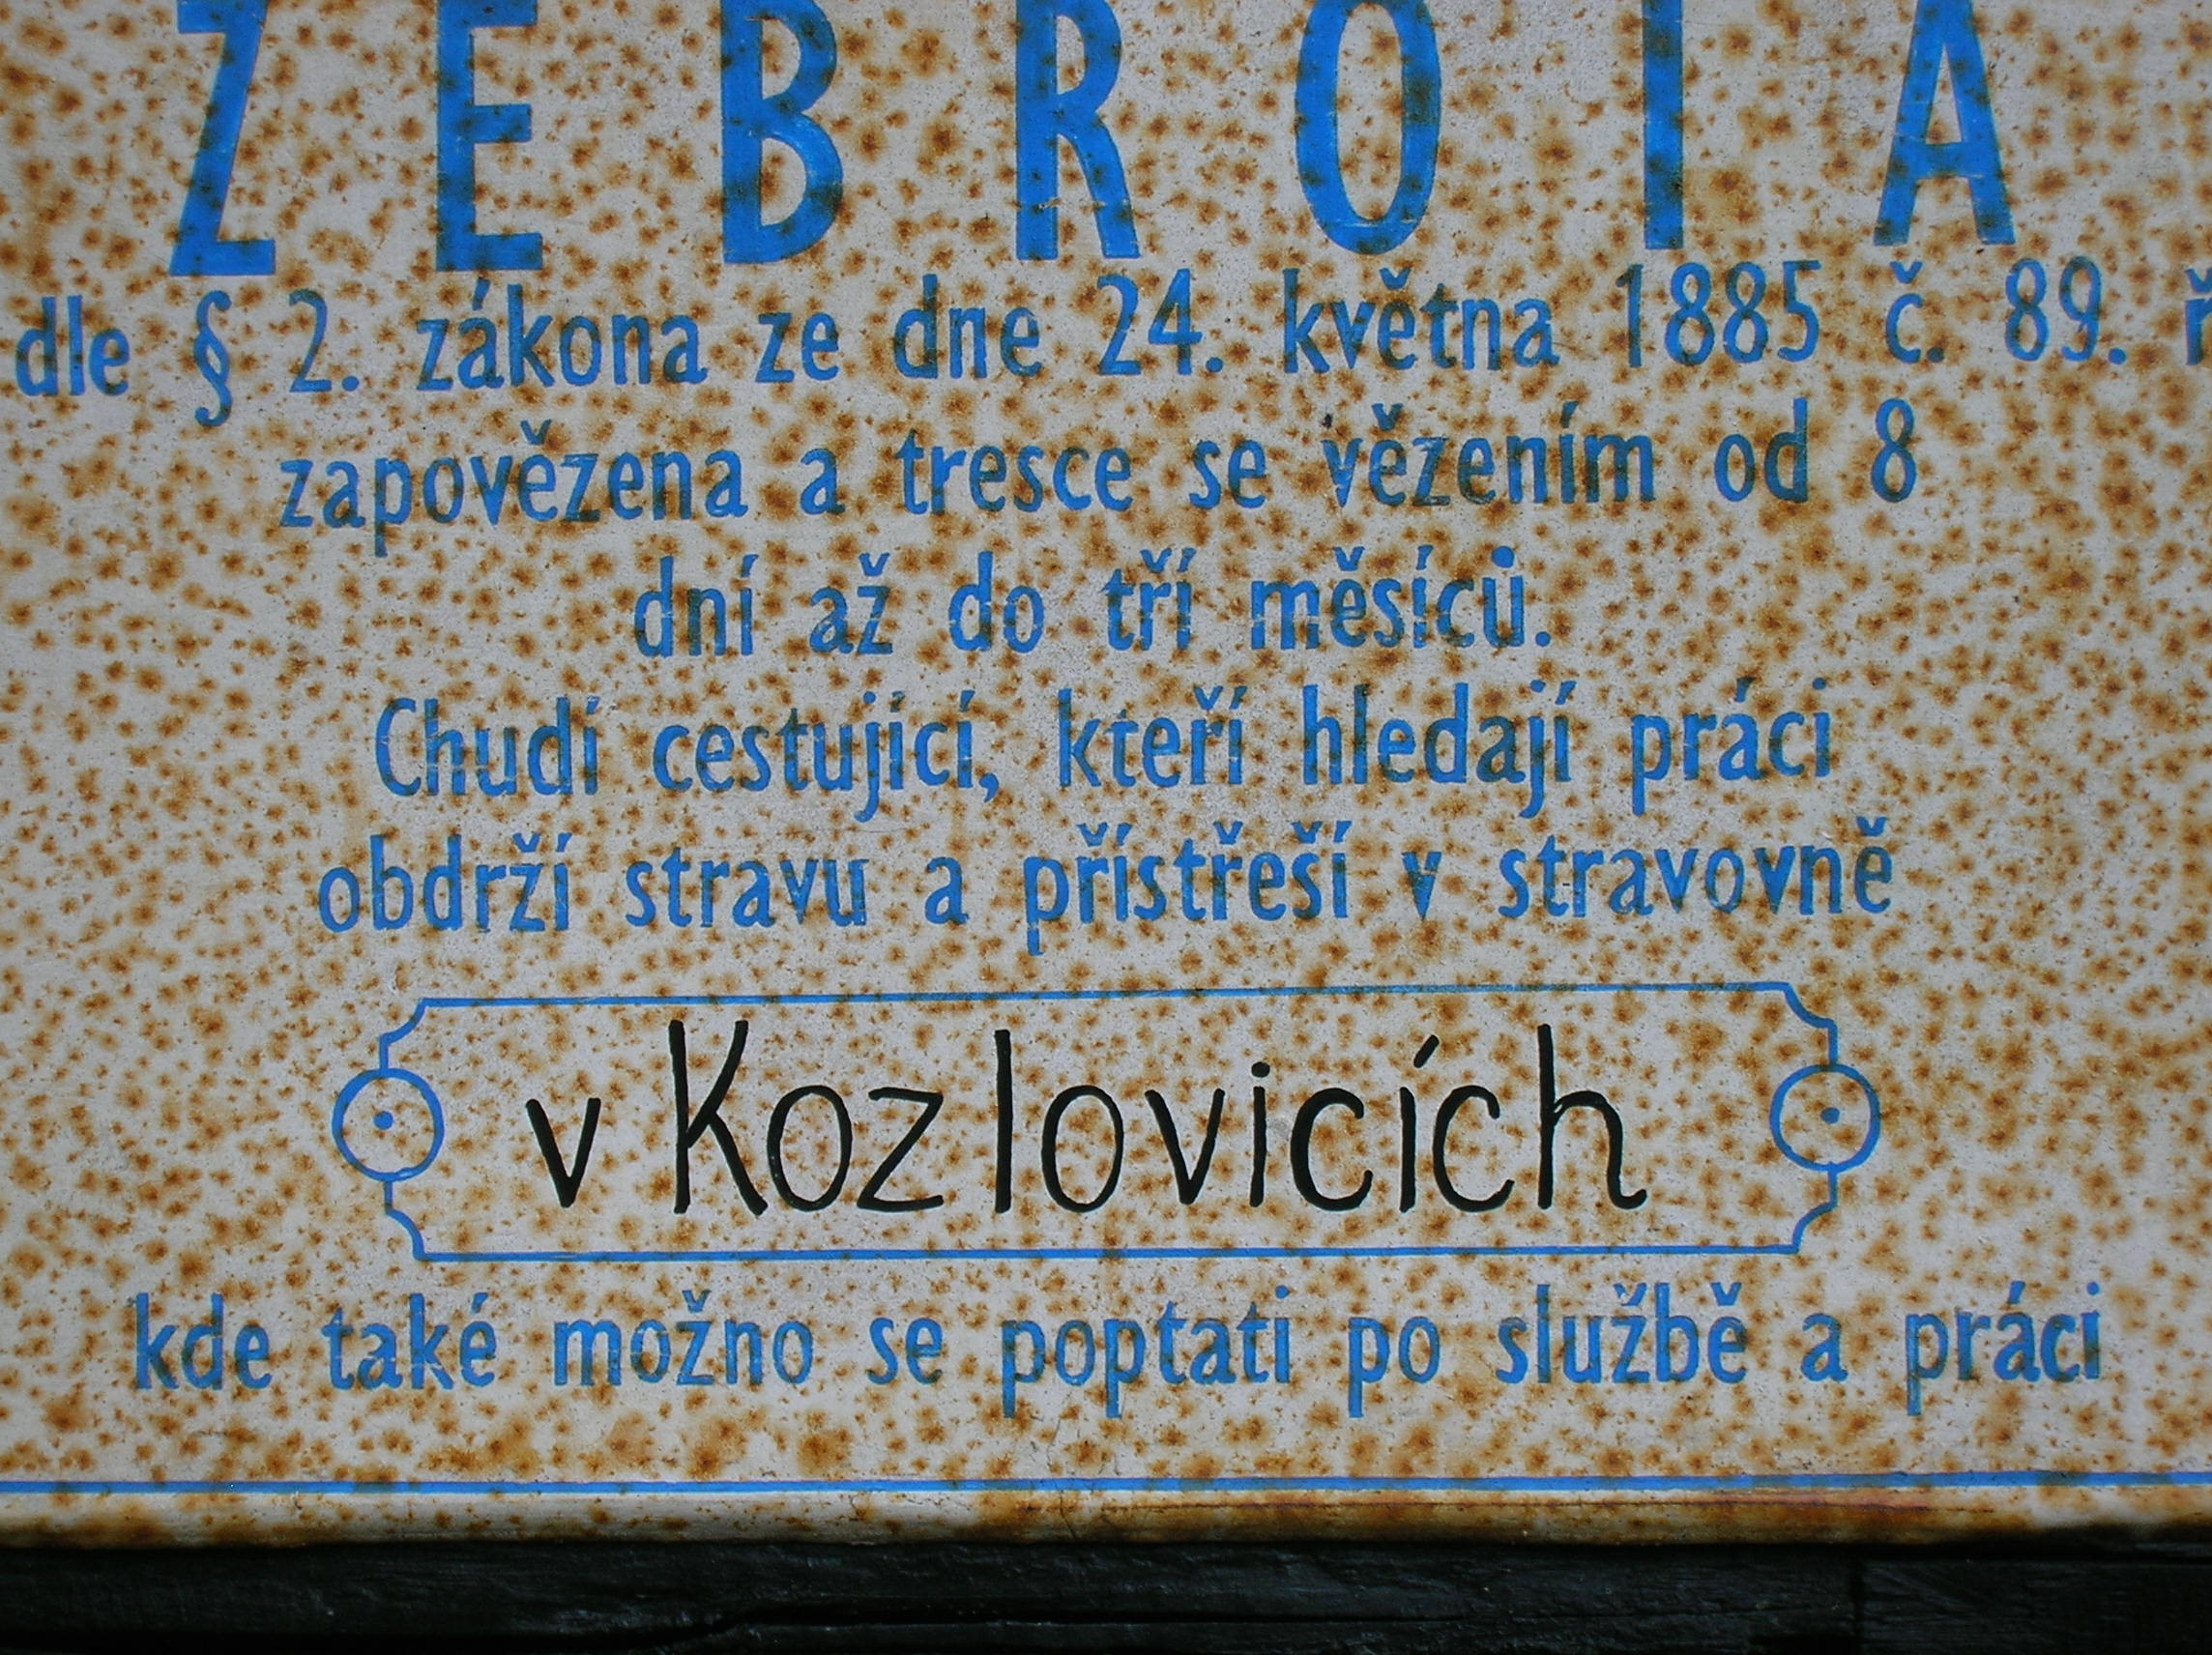 ZEBROTA
dle § 2. zákona ze dne 24. května 1885 č. 89. ř
zapovězena a tresce se vězením od 8
dní až do tří měsíců.
Chudí cestující, kteří hledají práci
obdrží stravu a přístřeší v stravovně
v Kozlovicích
kde také možno se poptati po službě a práci